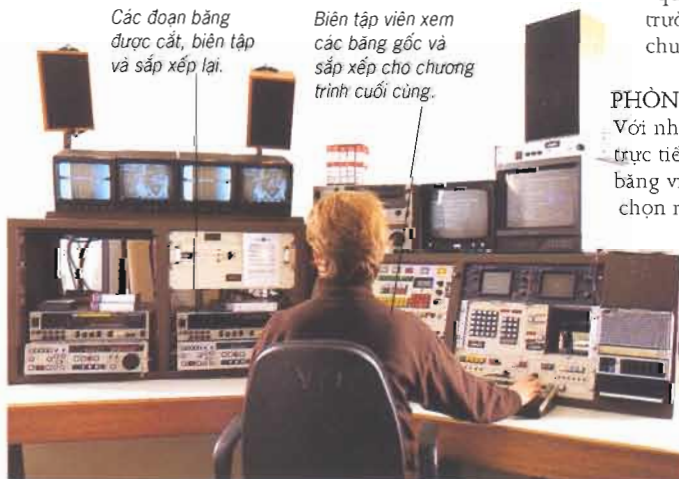 Các đoạn băng
được cắt, biên tập
và sắp xếp lại.
Biên tập viên xem
các băng gốc và
sắp xếp cho chương
trình cuối cùng.
trườ
chu
PHÒN
Với nh
trực tiế
băng v
chọn n